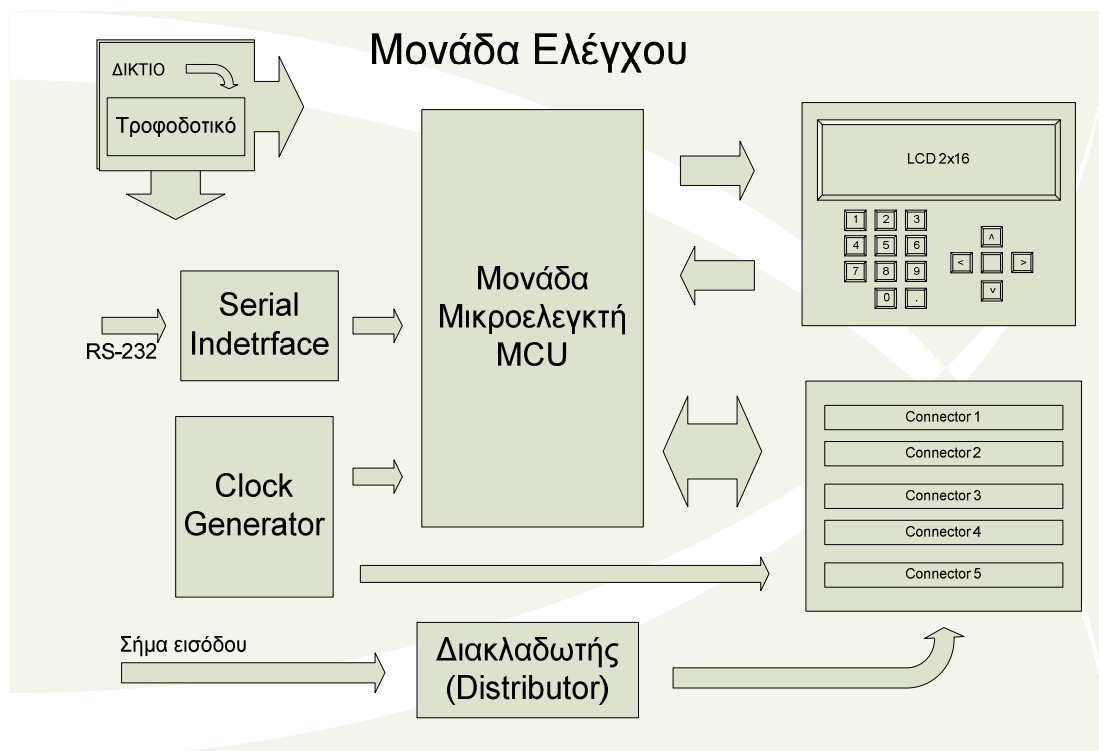 Μονάδα Ελέγχου
ΔΙΚΤΙΟ
Τροφοδοτικό
LCD 2x16
1 2 3
4 5 6
7 8 9
0 .
^
< >
v
Μονάδα
Μικροελεγκτή
MCU
Serial
Indetrface
RS-232
Clock
Generator
Connector 1
Connector 2
Connector 3
Connector 4
Connector 5
Σήμα εισόδου
Διακλαδωτής
(Distributor)